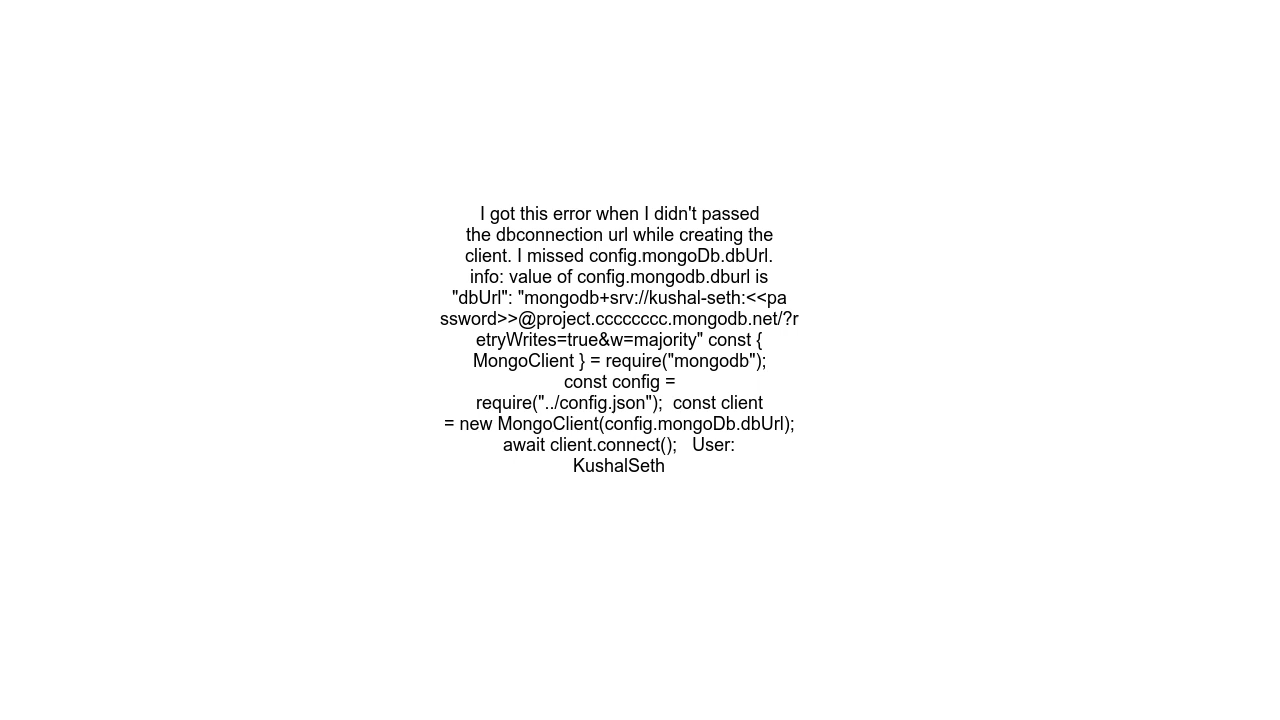 I got this error when I didn't passed
the dbconnection url while creating the
client. I missed config.mongoDb.dbUrl.
info: value of config.mongodb.dburl is
"dbUrl": "mongodb+srv://kushal-seth:<<pa
ssword>>@project.cccccccc.mongodb.net/?r
etryWrites=true&w=majority" const {
MongoClient } = require("mongodb");
const config =
require("../config.json");  const client
= new MongoClient(config.mongoDb.dbUrl);
await client.connect();   User:
KushalSeth